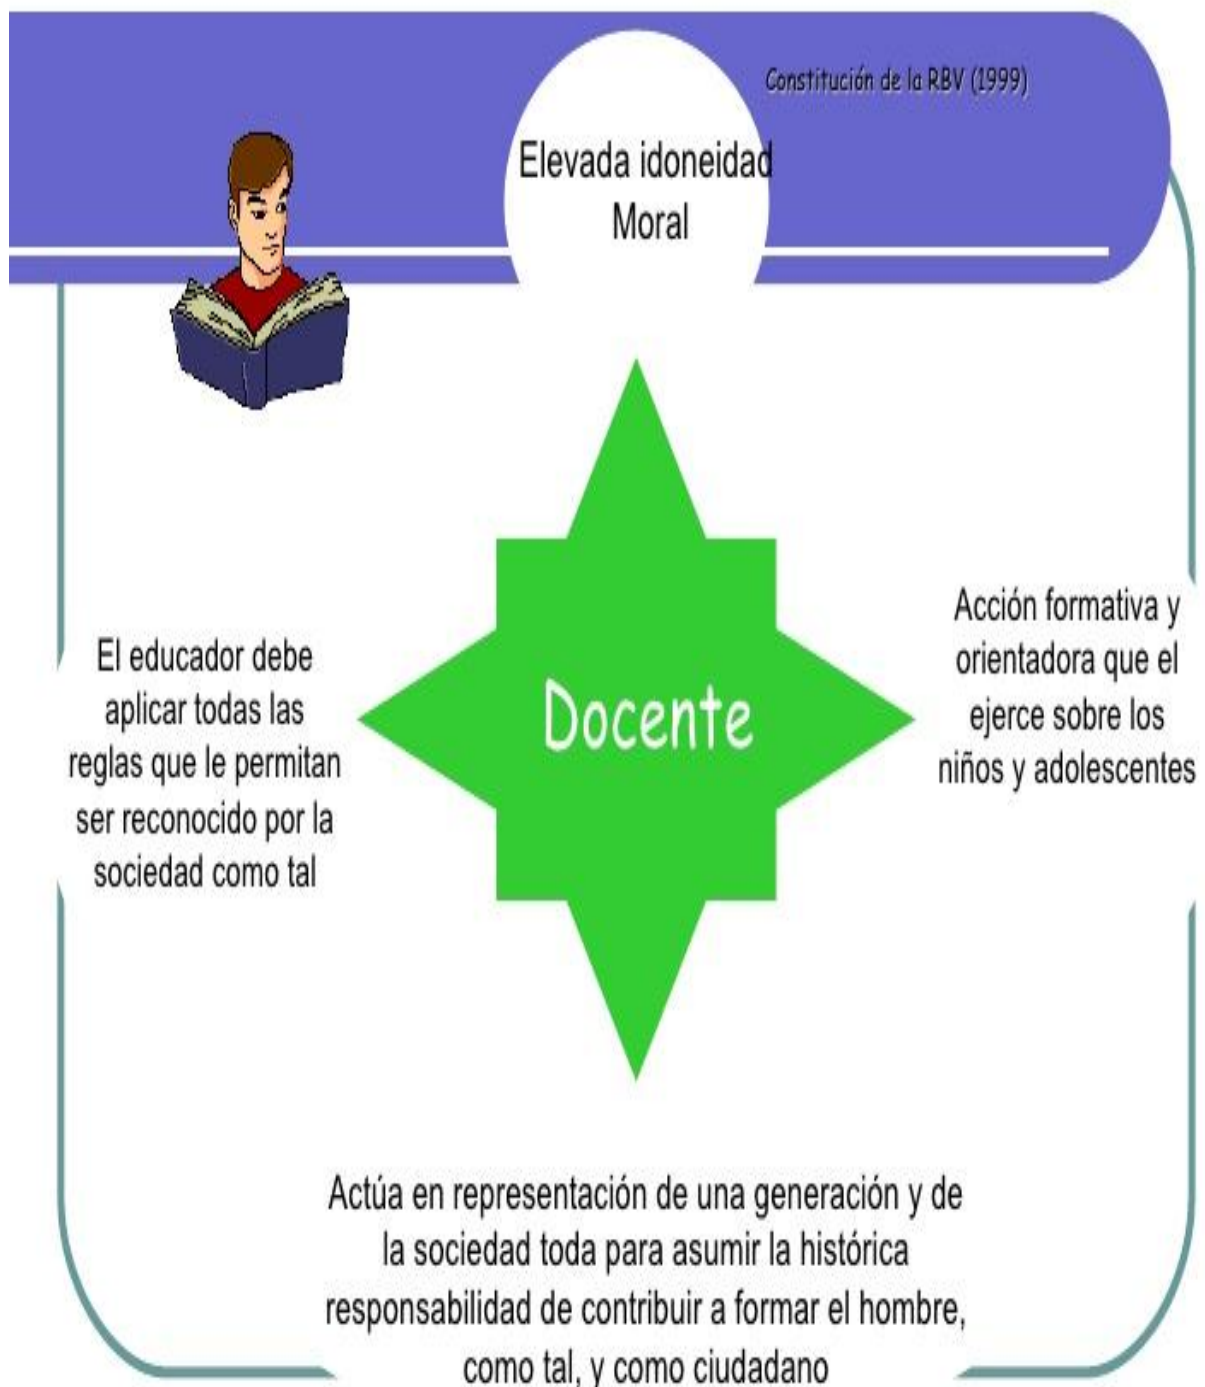 Constitución de la RBV (1999)
Elevada idoneidad
Moral
El educador debe
aplicar todas las
reglas que le permitan
ser reconocido por la
sociedad como tal
Docente
Acción formativa y
orientadora que el
ejerce sobre los
niños y adolescentes
Actúa en representación de una generación y de
la sociedad toda para asumir la histórica
responsabilidad de contribuir a formar el hombre,
como tal, y como ciudadano